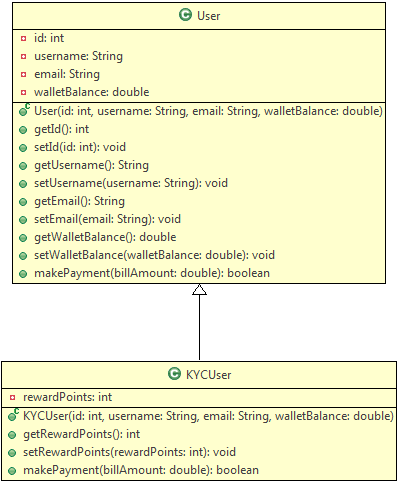 User
id: int
username: String
email: String
walletBalance: double
User(id: int, username: String, email: String, walletBalance: double)
getId(): int
setId(id: int): void
getUsername(): String
setUsername(username: String): void
getEmail(): String
setEmail(email: String): void
getWalletBalance(): double
setWalletBalance(walletBalance: double): void
makePayment(billAmount: double): boolean
KYCUser
rewardPoints: int
KYCUser(id: int, username: String, email: String, walletBalance: double)
getRewardPoints(): int
setRewardPoints(rewardPoints: int): void
makePayment(billAmount: double): boolean